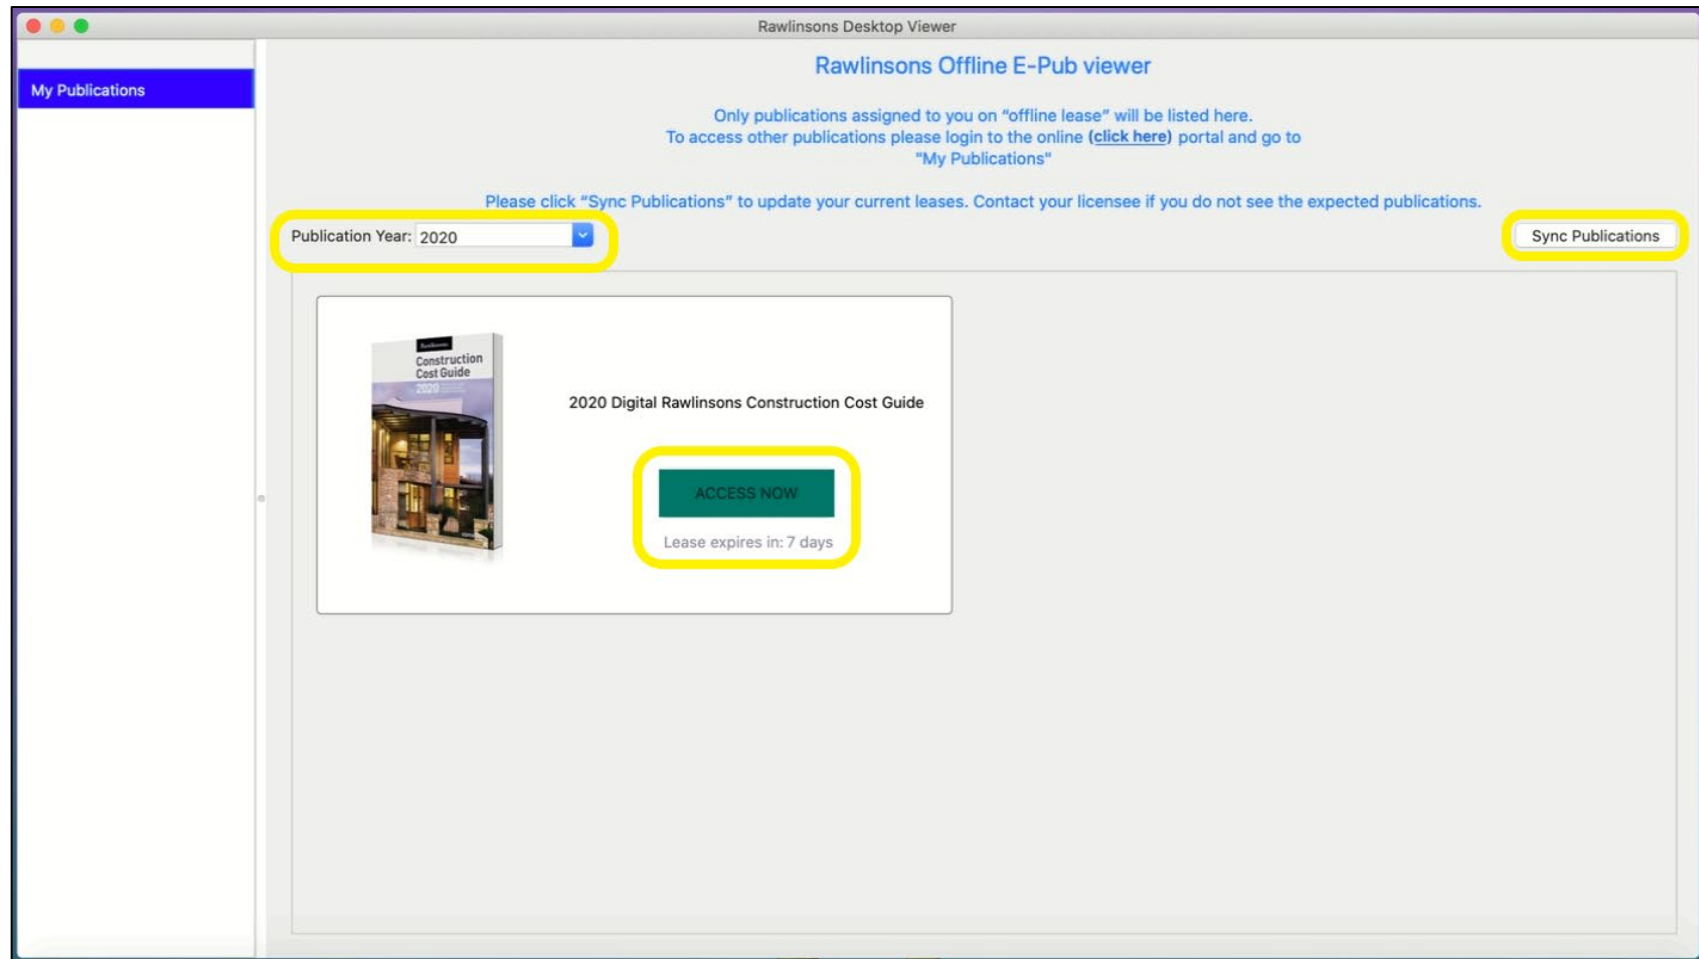 Rawlinsons Desktop Viewer
My Publications
Rawlinsons Offline E-Pub viewer
Only publications assigned to you on “offline lease” will be listed here.
To access other publications please login to the online (click here) portal and go to
"My Publications"
Please click “Sync Publications” to update your current leases. Contact your licensee if you do not see the expected publications.
Publication Year: 2020
Sync Publications
Rawlinsons
Construction
Cost Guide
2020
2020 Digital Rawlinsons Construction Cost Guide
ACCESS NOW
Lease expires in: 7 days